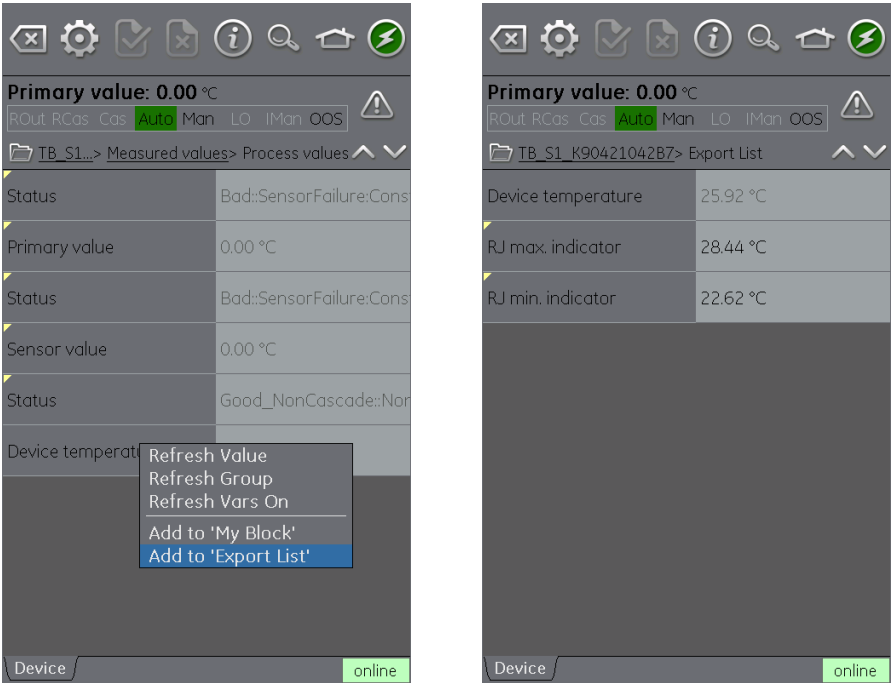 Primary value: 0.00 °C
ROut RCas Cas Auto Man LO IMan OOS
TB_S1...> Measured values> Process values
Status Bad::SensorFailure:Cons
Primary value 0.00 °C
Status Bad::SensorFailure:Cons
Sensor value 0.00 °C
Status Good_NonCascade::Non
Device temperatu
Refresh Value
Refresh Group
Refresh Vars On
Add to 'My Block'
Add to 'Export List'
Device online
Primary value: 0.00 °C
ROut RCas Cas Auto Man LO IMan OOS
TB_S1_K90421042B7> Export List
Device temperature 25.92 °C
RJ max. indicator 28.44 °C
RJ min. indicator 22.62 °C
Device online